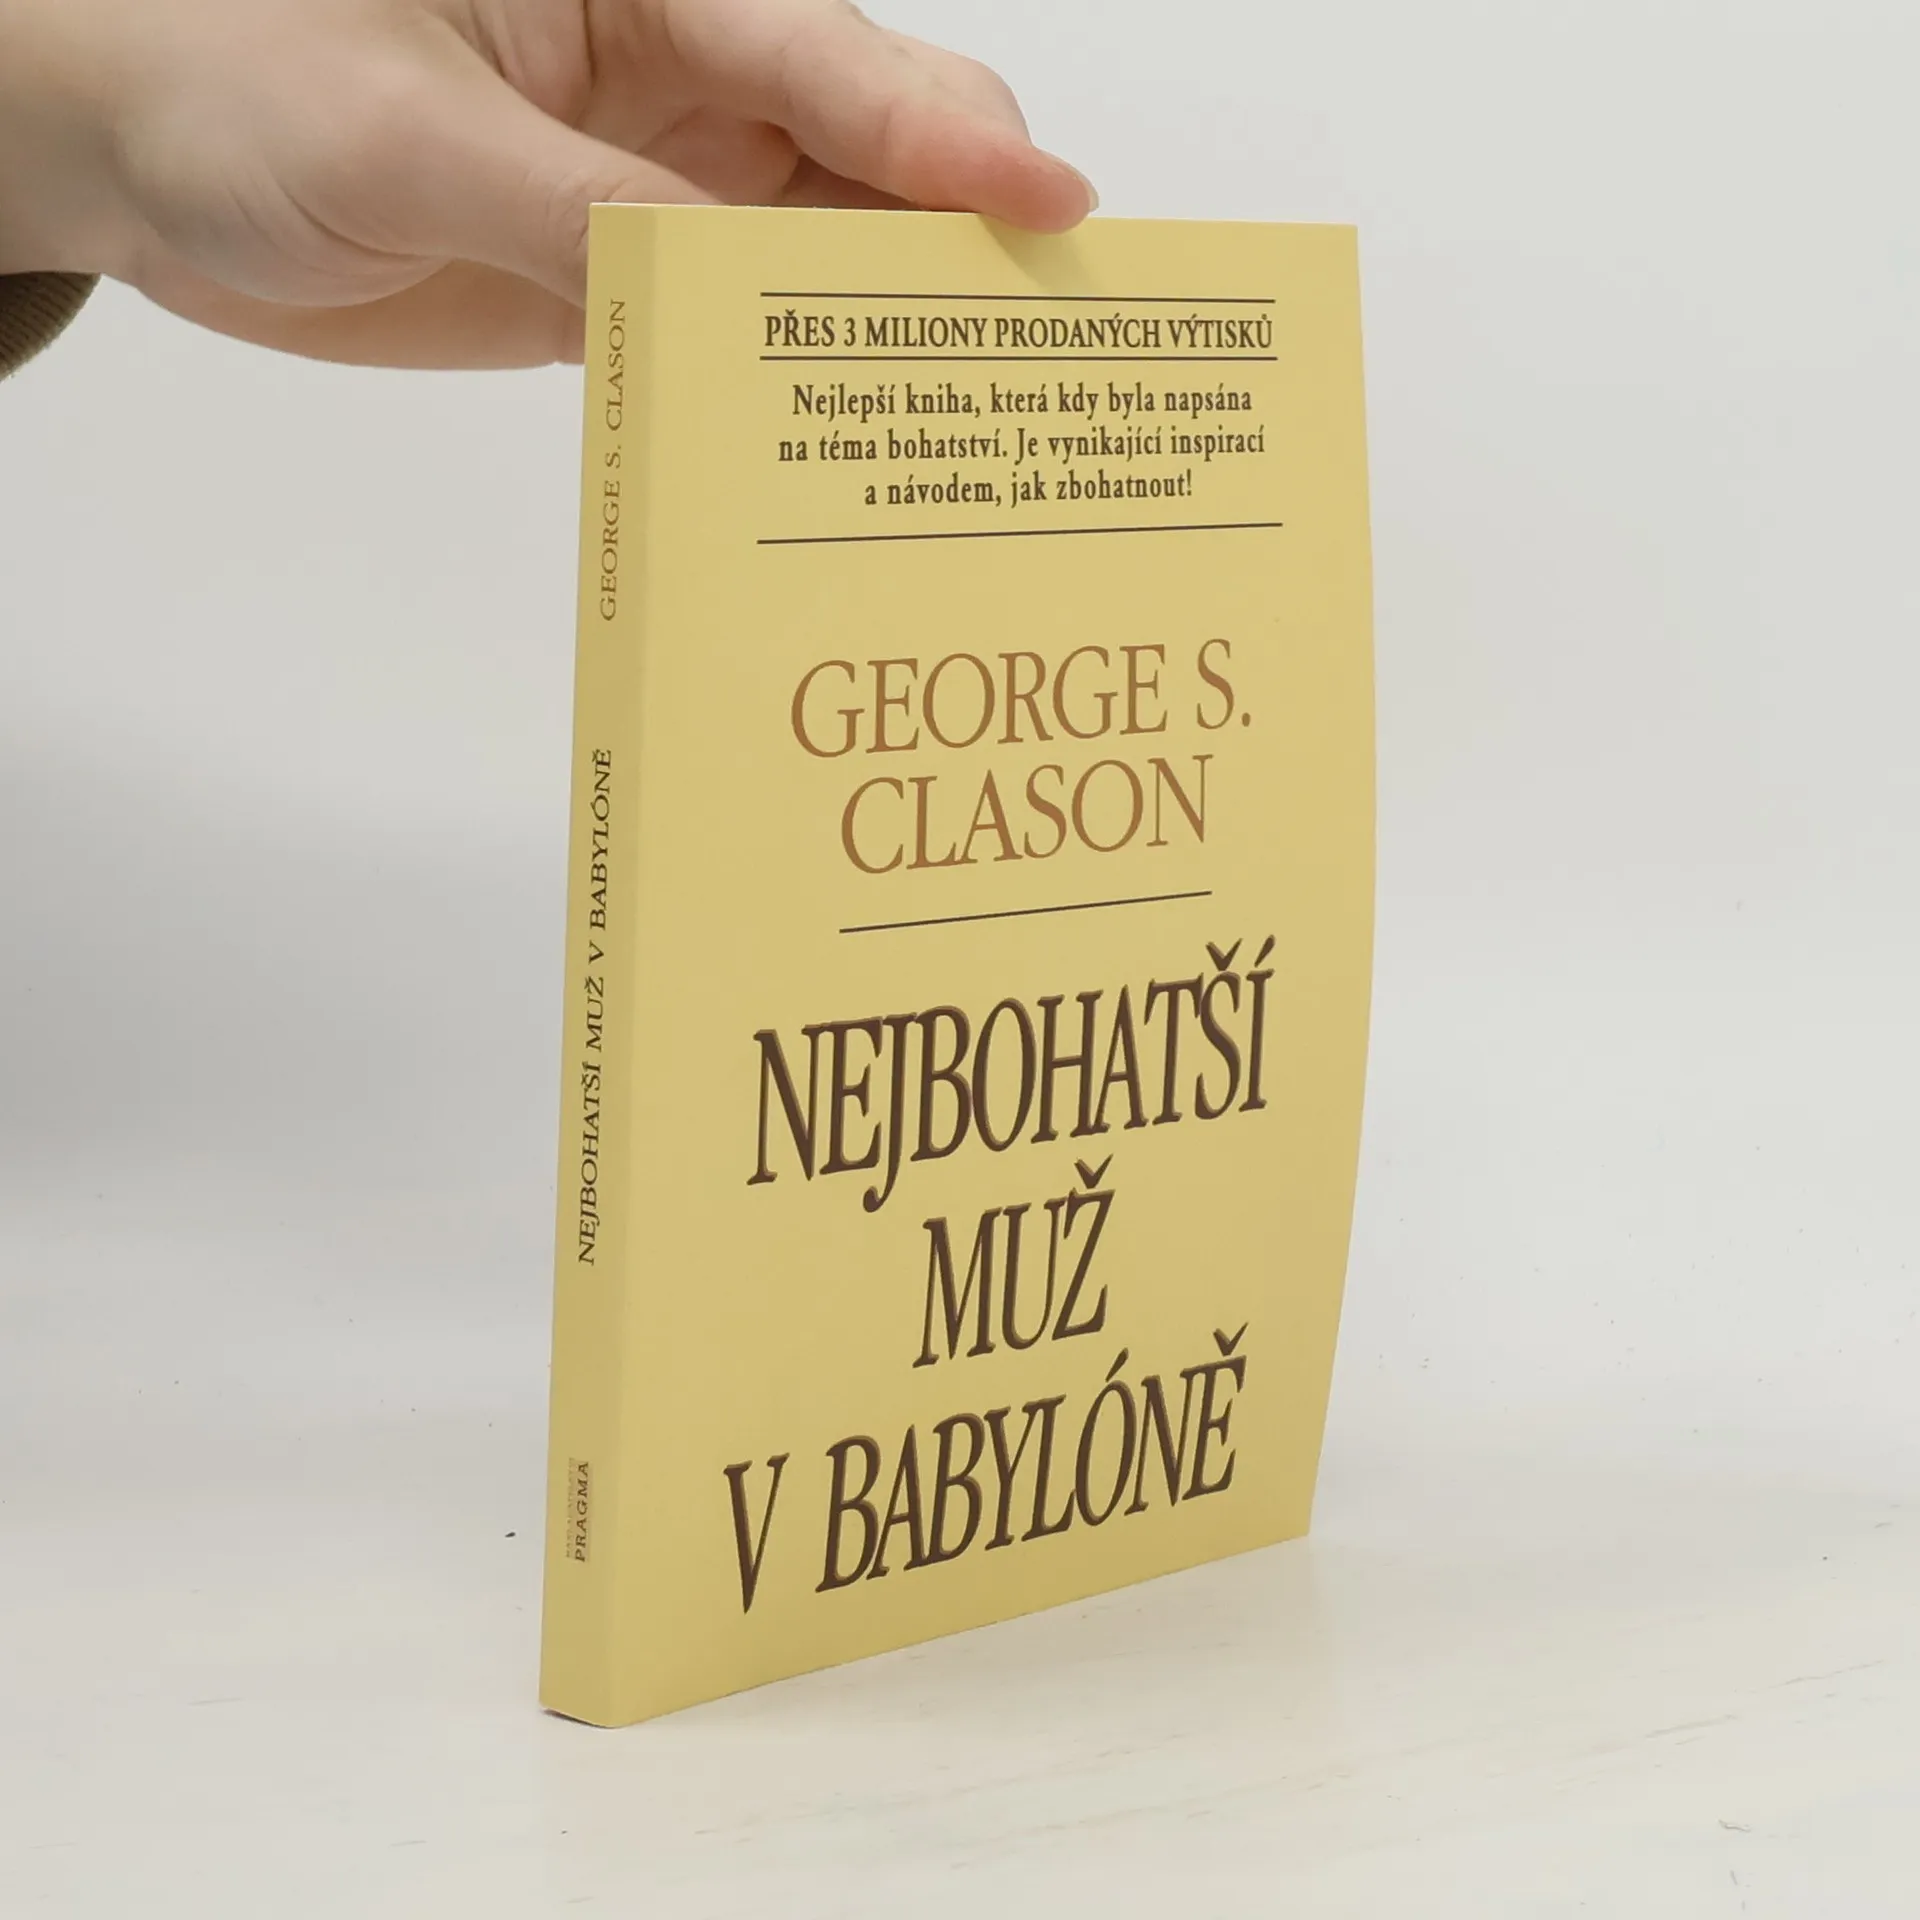 PŘES 3 MILIONY PRODANÝCH VÝTISKŮ
Nejlepší kniha, která kdy byla napsána
na téma bohatství. Je vynikající inspirací
a návodem, jak zbohatnout!
GEORGE S.
CLASON
NEJBOHATŠÍ
MUŽ
V BABYLÓNĚ
GEORGE S. CLASON
NEJBOHATŠÍ MUŽ V BABYLÓNĚ
PRAGMA